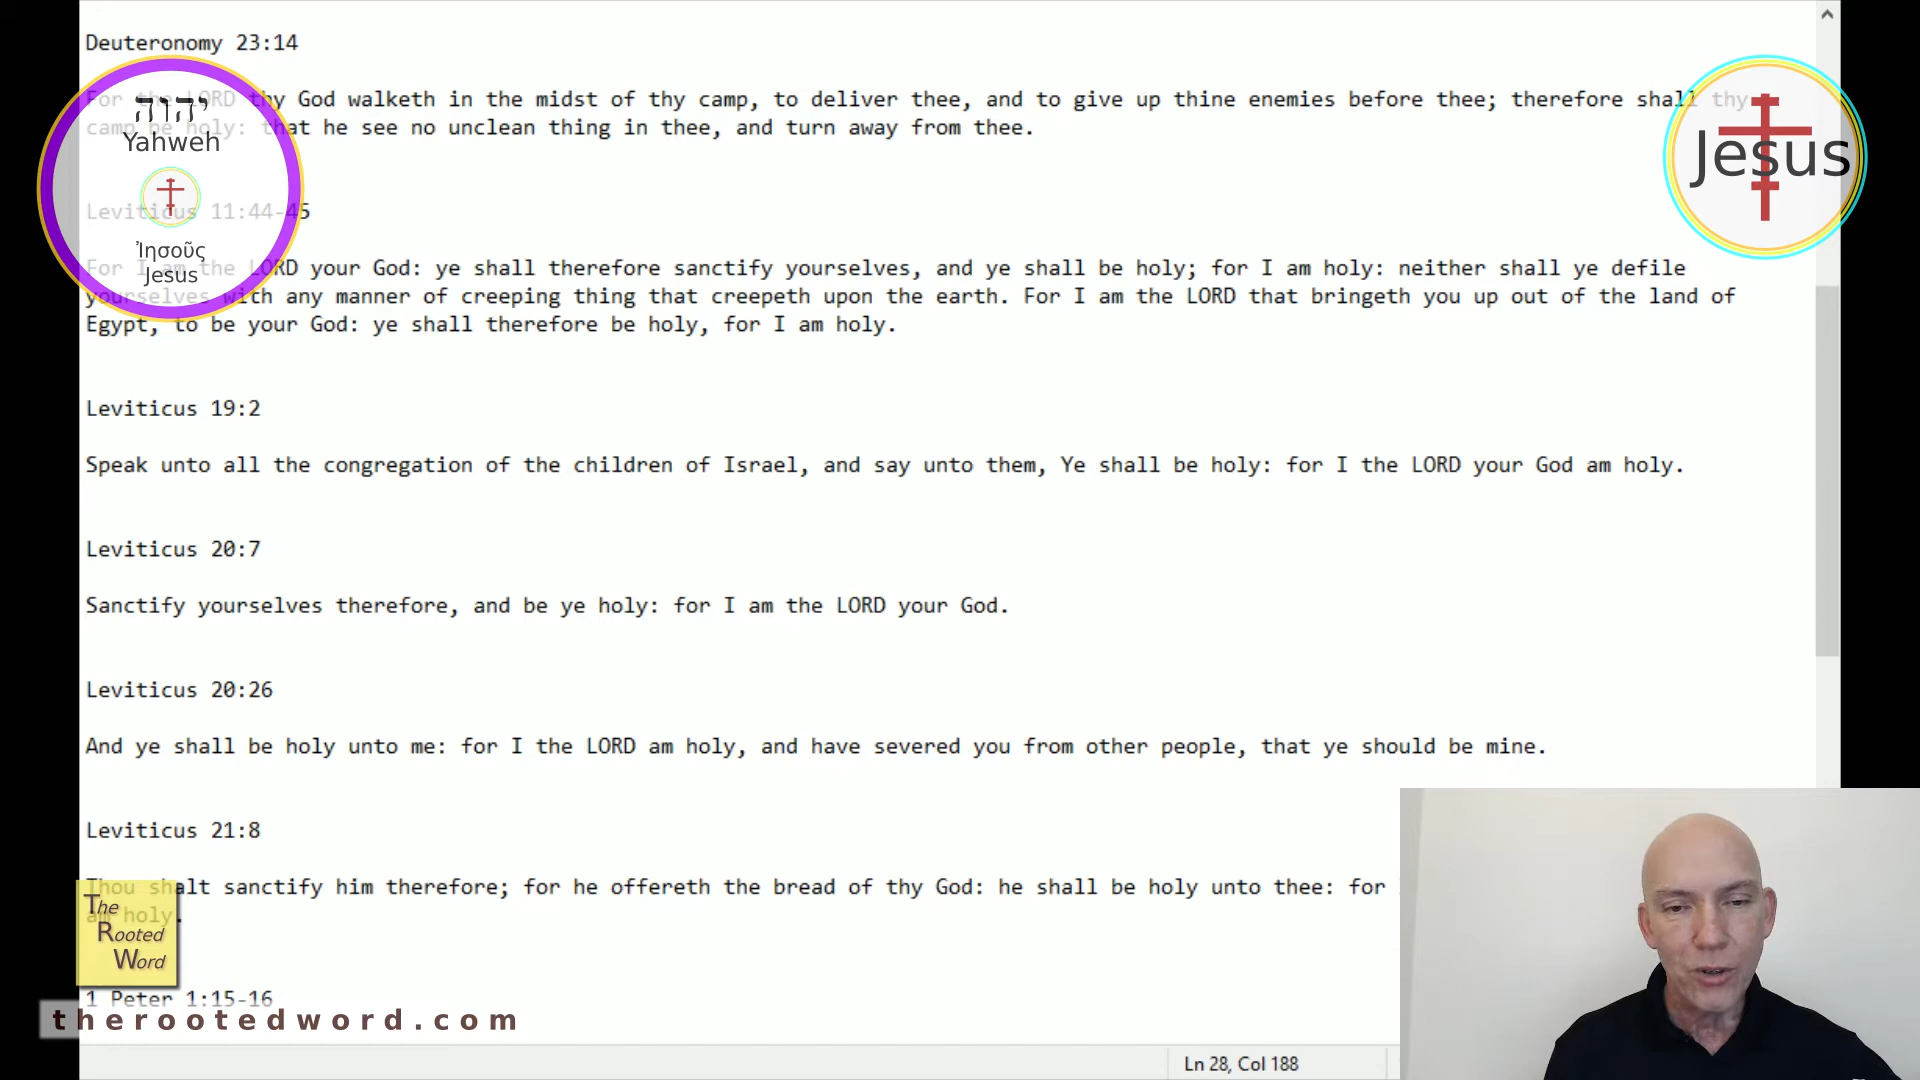 Deuteronomy 23:14
For the LORD thy God walketh in the midst of thy camp, to deliver thee, and to give up thine enemies before thee; therefore shall thy
camp be holy: that he see no unclean thing in thee, and turn away from thee.
יהוה
Yahweh
Ἰησοῦς
Jesus
Jesus
Leviticus 11:44-45
For I am the LORD your God: ye shall therefore sanctify yourselves, and ye shall be holy; for I am holy: neither shall ye defile
yourselves with any manner of creeping thing that creepeth upon the earth. For I am the LORD that bringeth you up out of the land of
Egypt, to be your God: ye shall therefore be holy, for I am holy.
Leviticus 19:2
Speak unto all the congregation of the children of Israel, and say unto them, Ye shall be holy: for I the LORD your God am holy.
Leviticus 20:7
Sanctify yourselves therefore, and be ye holy: for I am the LORD your God.
Leviticus 20:26
And ye shall be holy unto me: for I the LORD am holy, and have severed you from other people, that ye should be mine.
Leviticus 21:8
Thou shalt sanctify him therefore; for he offereth the bread of thy God: he shall be holy unto thee: for
am holy.
The
Rooted
Word
1 Peter 1:15-16
therootedword.com
Ln 28, Col 188